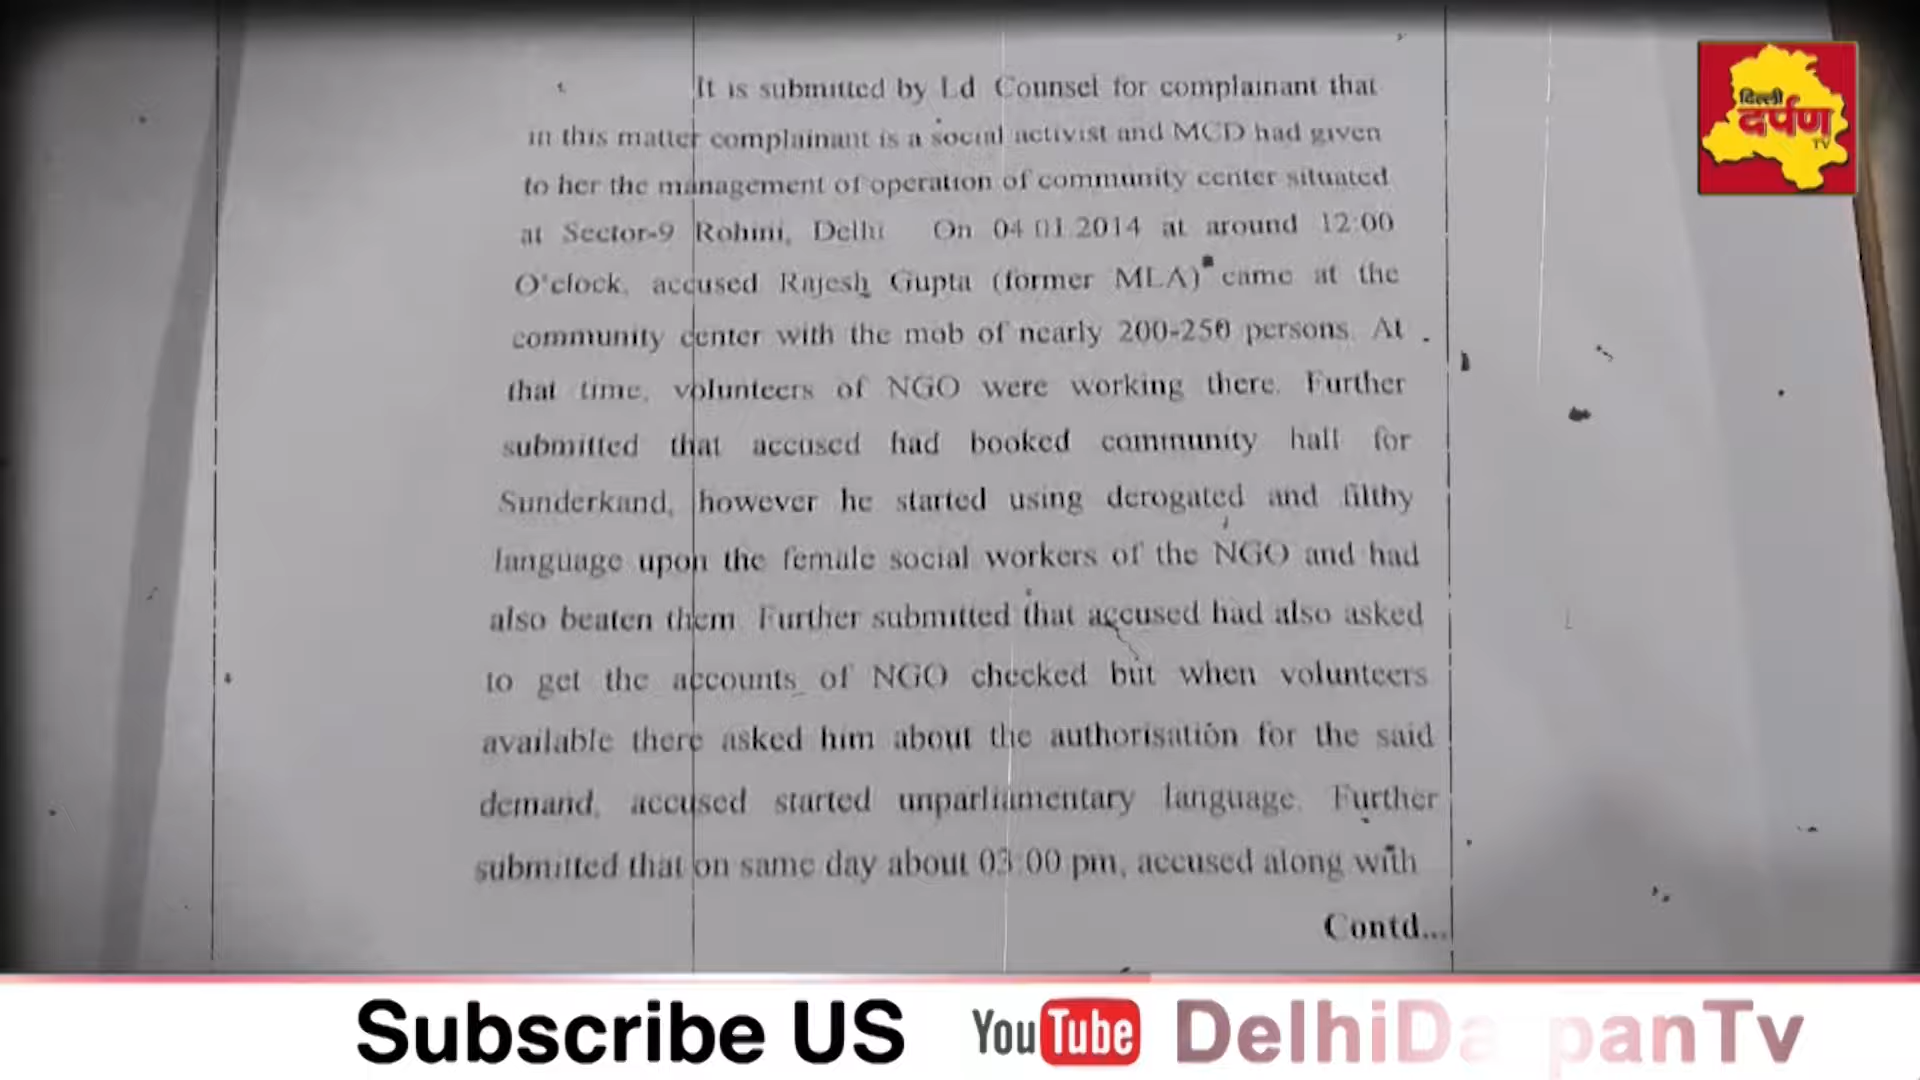 It is submitted by Ld Counsel for complainant that
in this matter complainant is a social activist and MCD had given
to her the management of operation of community center situated
at Sector-9 Rohini, Delhi On 04.01.2014 at around 12:00
O'clock, accused Rajesh Gupta (former MLA) came at the
community center with the mob of nearly 200-250 persons. At
that time, volunteers of NGO were working there. Further
submitted that accused had booked community hall for
Sunderkand, however he started using derogated and filthy
language upon the female social workers of the NGO and had
also beaten them. Further submitted that accused had also asked
to get the accounts of NGO checked but when volunteers
available there asked him about the authorisation for the said
demand, accused started unparliamentary language. Further
submitted that on same day about 03:00 pm, accused along with
Contd...
दिल्ली
दर्पण
TV
Subscribe US YouTube DelhiDarpanTv